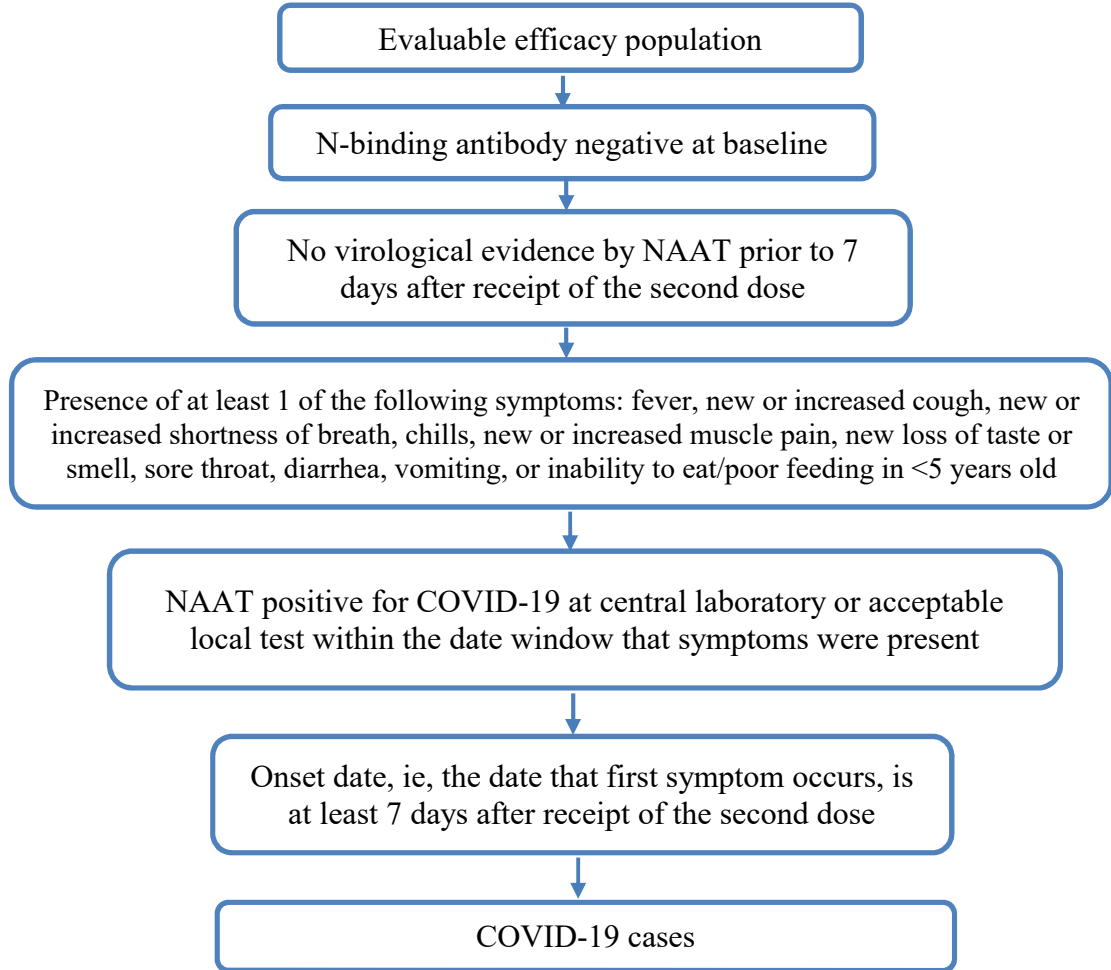 Evaluable efficacy population
N-binding antibody negative at baseline
No virological evidence by NAAT prior to 7
days after receipt of the second dose
Presence of at least 1 of the following symptoms: fever, new or increased cough, new or
increased shortness of breath, chills, new or increased muscle pain, new loss of taste or
smell, sore throat, diarrhea, vomiting, or inability to eat/poor feeding in <5 years old
NAAT positive for COVID-19 at central laboratory or acceptable
local test within the date window that symptoms were present
Onset date, ie, the date that first symptom occurs, is
at least 7 days after receipt of the second dose
COVID-19 cases